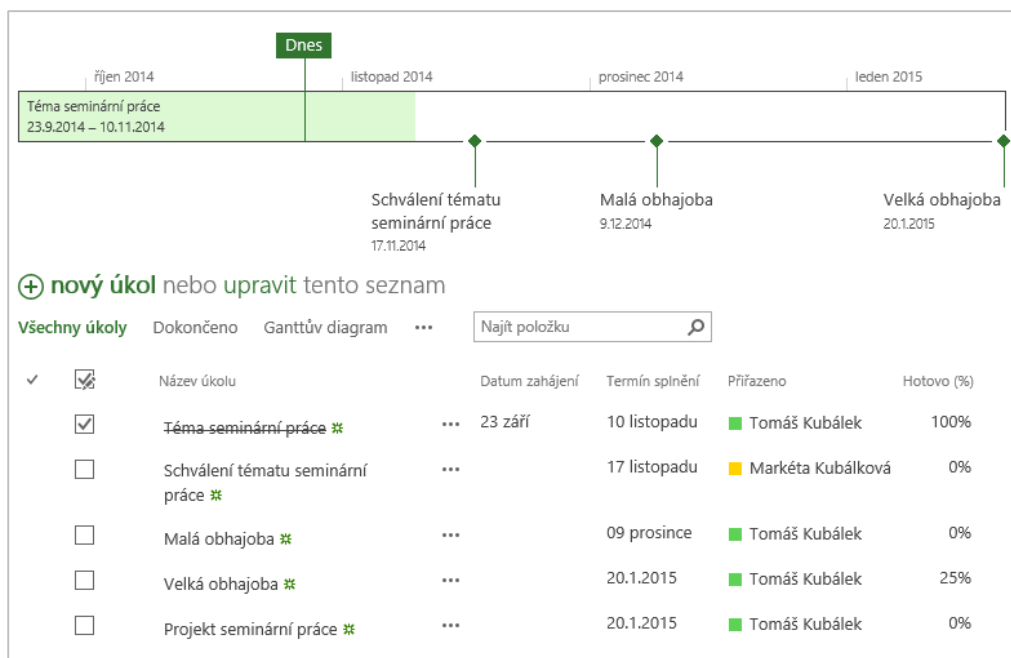 Dnes
říjen 2014 listopad 2014 prosinec 2014 leden 2015
Téma seminární práce
23.9.2014 – 10.11.2014
Schválení tématu
seminární práce
17.11.2014
Malá obhajoba
9.12.2014
Velká obhajoba
20.1.2015
nový úkol nebo upravit tento seznam
Všechny úkoly Dokončeno Ganttův diagram ••• Najít položku
Název úkolu Datum zahájení Termín splnění Přiřazeno Hotovo (%)
Téma seminární práce ••• 23 září 10 listopadu Tomáš Kubálek 100%
Schválení tématu seminární
práce ••• 17 listopadu Markéta Kubálková 0%
Malá obhajoba ••• 09 prosince Tomáš Kubálek 0%
Velká obhajoba ••• 20.1.2015 Tomáš Kubálek 25%
Projekt seminární práce ••• 20.1.2015 Tomáš Kubálek 0%